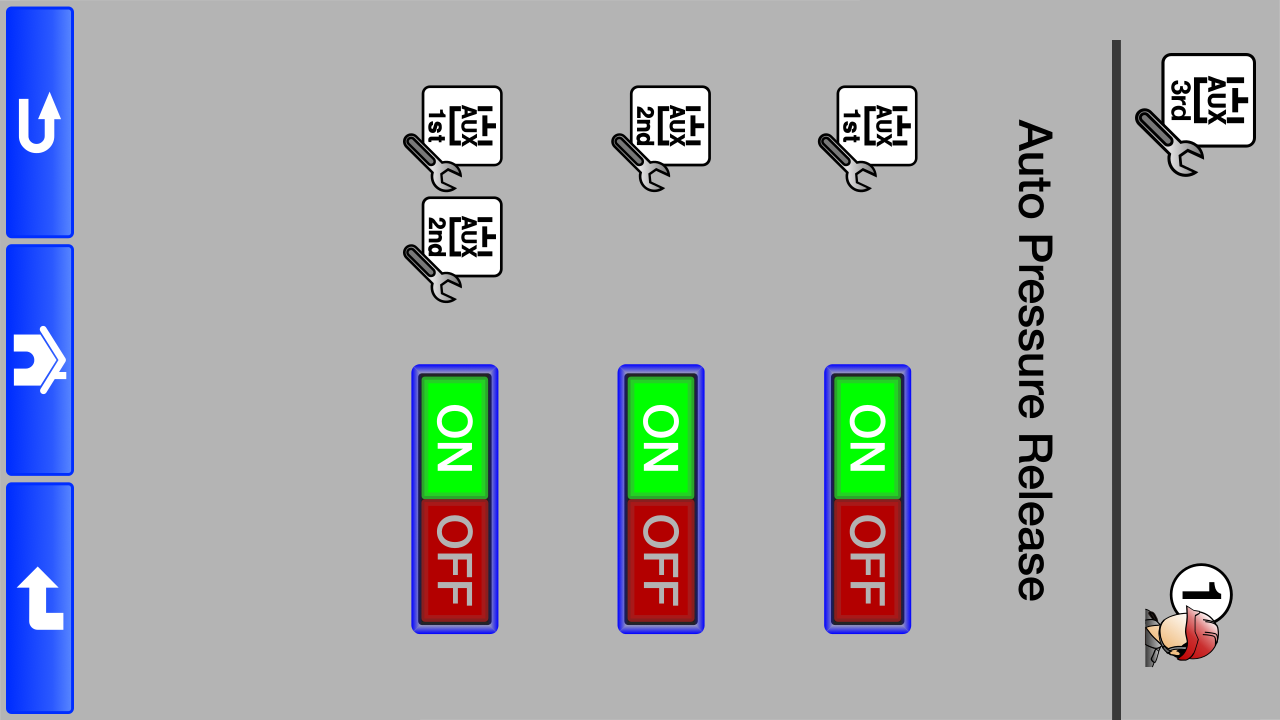 AUX
3rd
1
Auto Pressure Release
AUX
1st
ON OFF
AUX
2nd
ON OFF
AUX AUX
1st 2nd
ON OFF